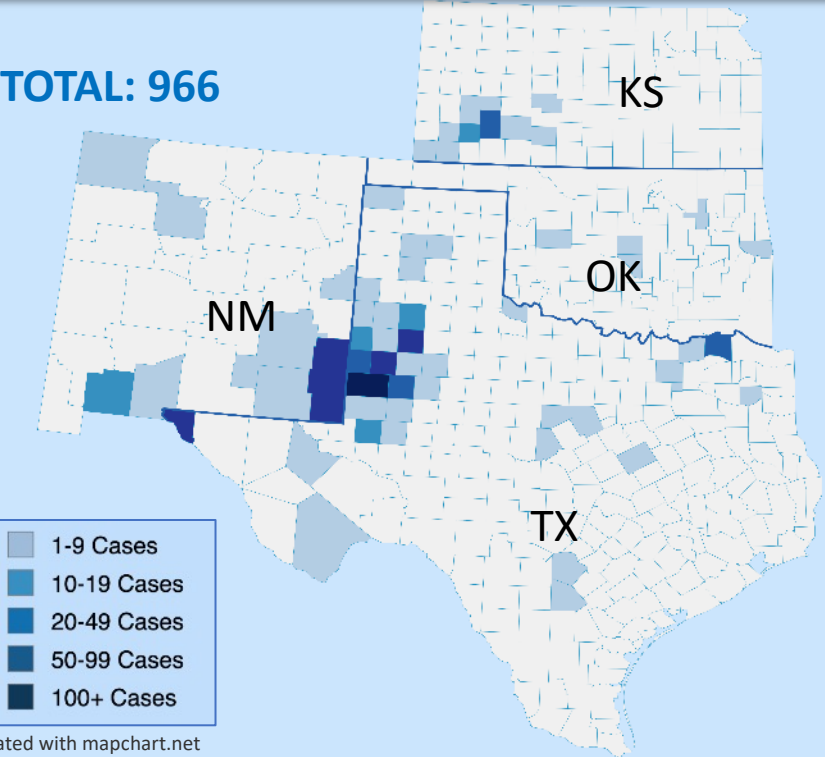 TOTAL: 966
KS
OK
NM
TX
1-9 Cases
10-19 Cases
20-49 Cases
50-99 Cases
100+ Cases
ated with mapchart.net